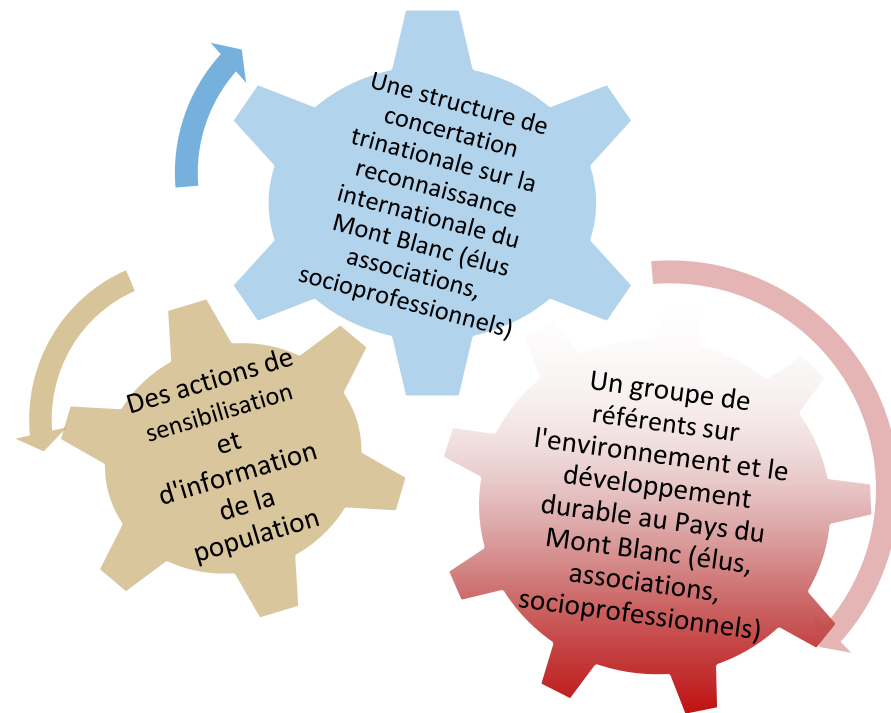 Une structure de
concertation
trinationale sur la
reconnaissance
internationale du
Mont Blanc (élus
associations,
socioprofessionnels)
Des actions de
sensibilisation
et
d'information
de la
population
Un groupe de
référents sur
l'environnement et le
développement
durable au Pays du
Mont Blanc (élus,
associations,
socioprofessionnels)